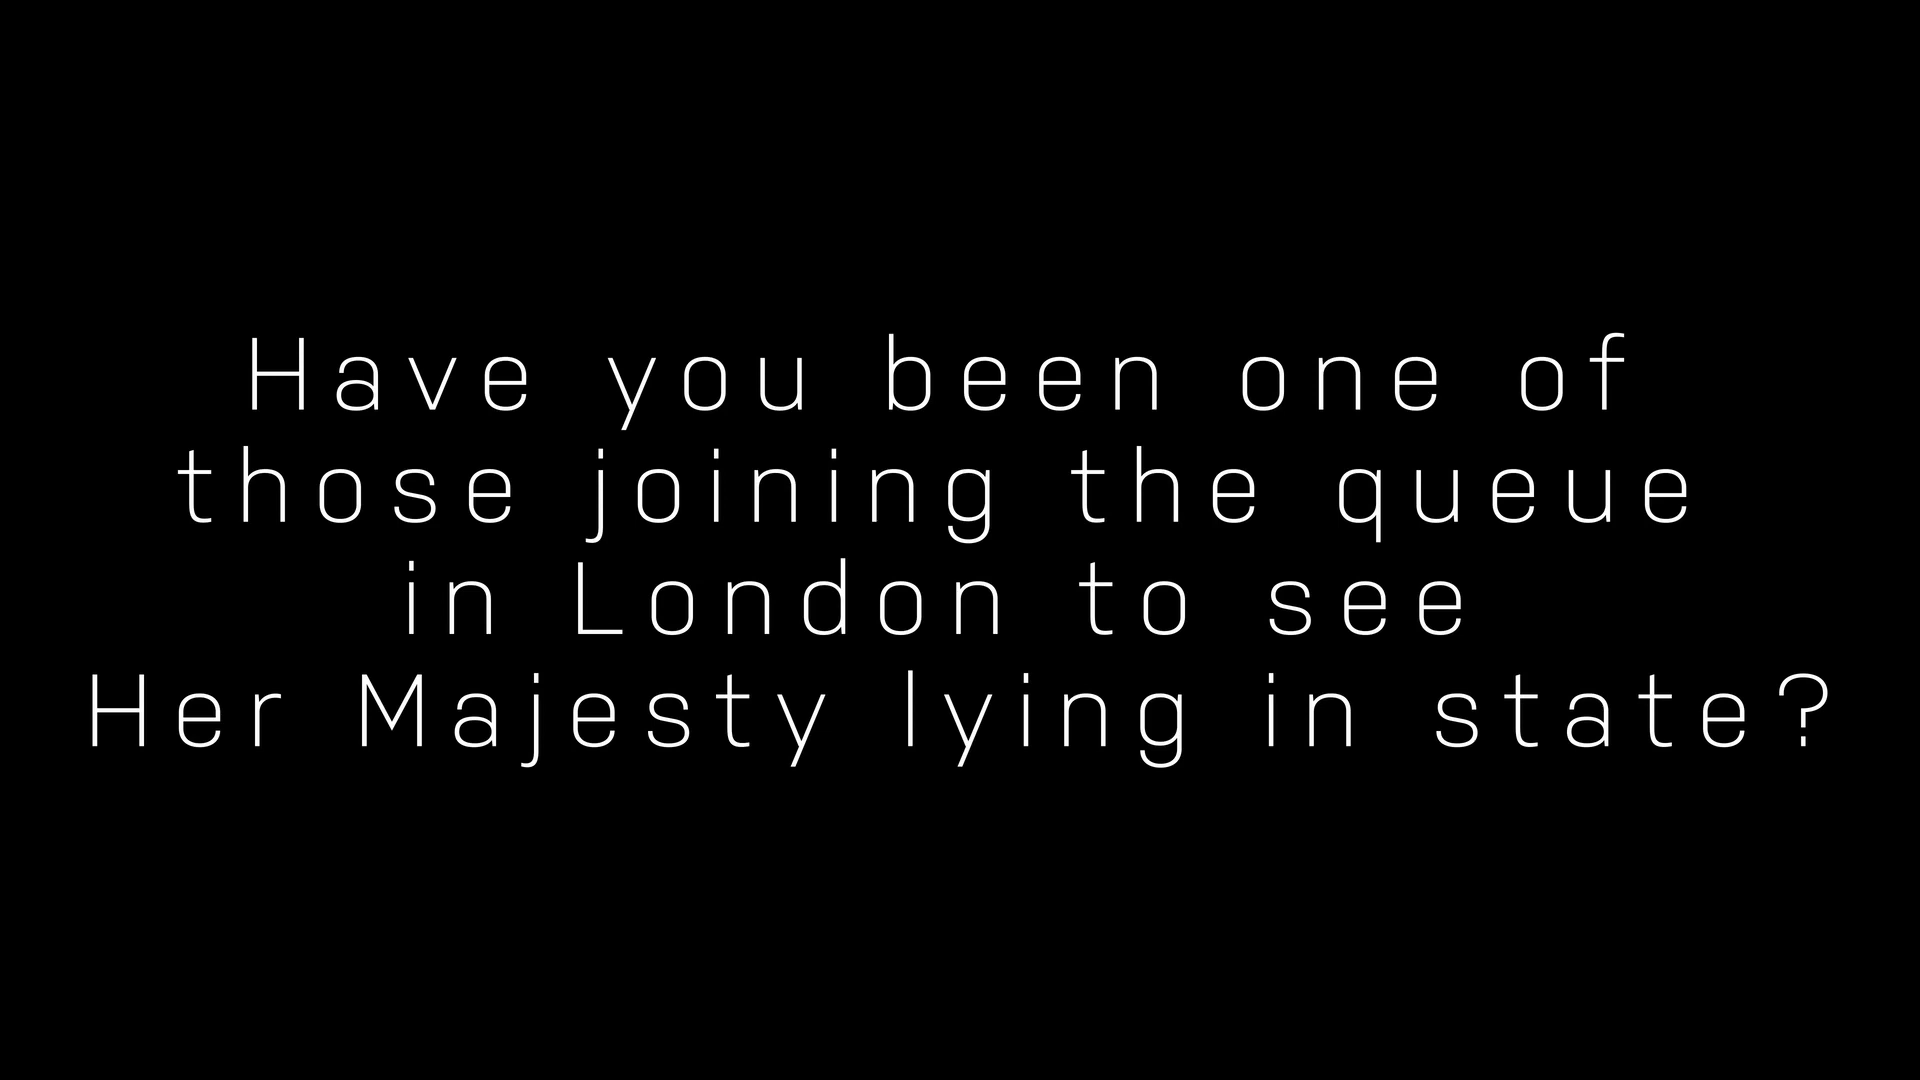 Have you been one of
those joining the queue
in London to see
Her Majesty lying in state?